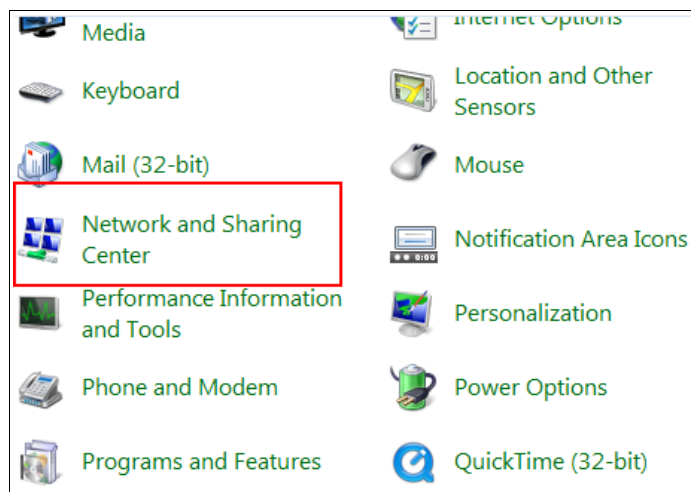 Media
Internet Options
Keyboard
Location and Other
Sensors
Mail (32-bit)
Mouse
Network and Sharing
Center
Notification Area Icons
Performance Information
and Tools
Personalization
Phone and Modem
Power Options
Programs and Features
QuickTime (32-bit)